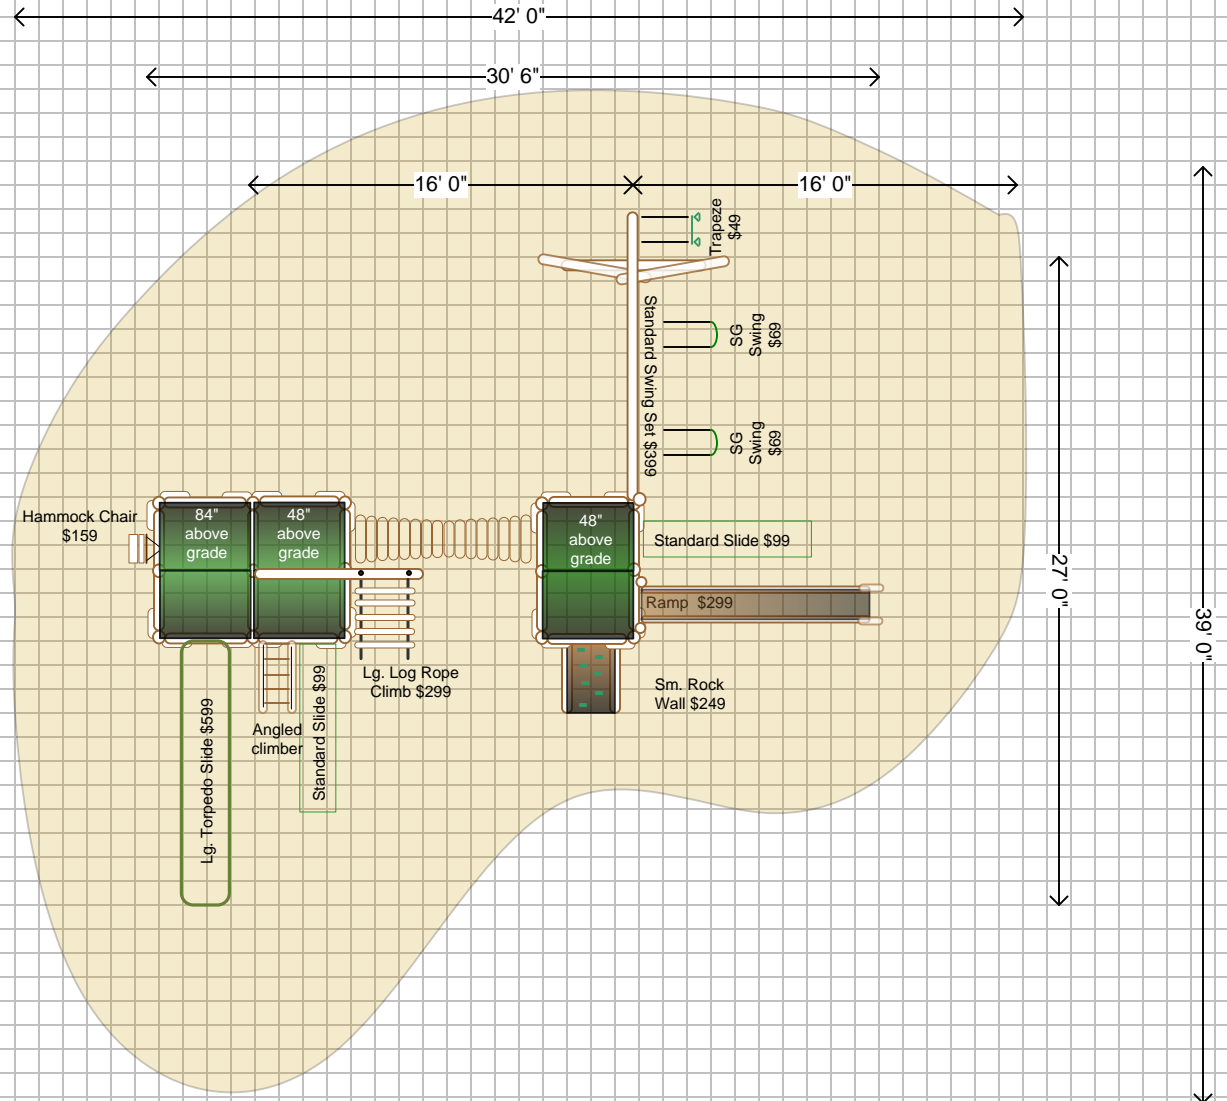 42' 0"
30' 6"
16' 0"
16' 0"
Trapeze
$49
SG
Swing
$69
Standard Swing Set $399
SG
Swing
$69
Hammock Chair
$159
84"
above
grade
48"
above
grade
48"
above
grade
Standard Slide $99
27' 0"
39' 0"
Ramp $299
Lg. Log Rope
Climb $299
Sm. Rock
Wall $249
Angled
climber
Standard Slide $99
Lg. Torpedo Slide $599